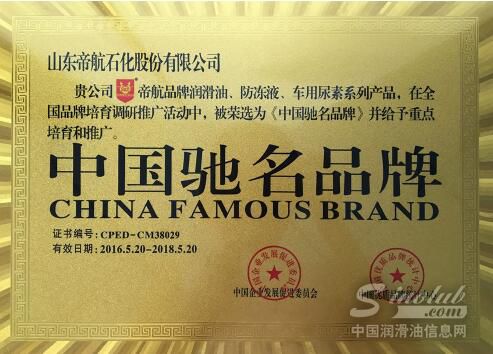 山东帝航石化股份有限公司
贵公司 帝航品牌润滑油、防冻液、车用尿素系列产品，在全
国品牌培育调研推广活动中，被荣选为《中国驰名品牌》并给予重点
培育和推广。
中国驰名品牌
CHINA FAMOUS BRAND
证书编号：CPED-CM38029
有效日期：2016.5.20-2018.5.20
中国企业发展促进委员会
Sinolub.com
中国润滑油信息网